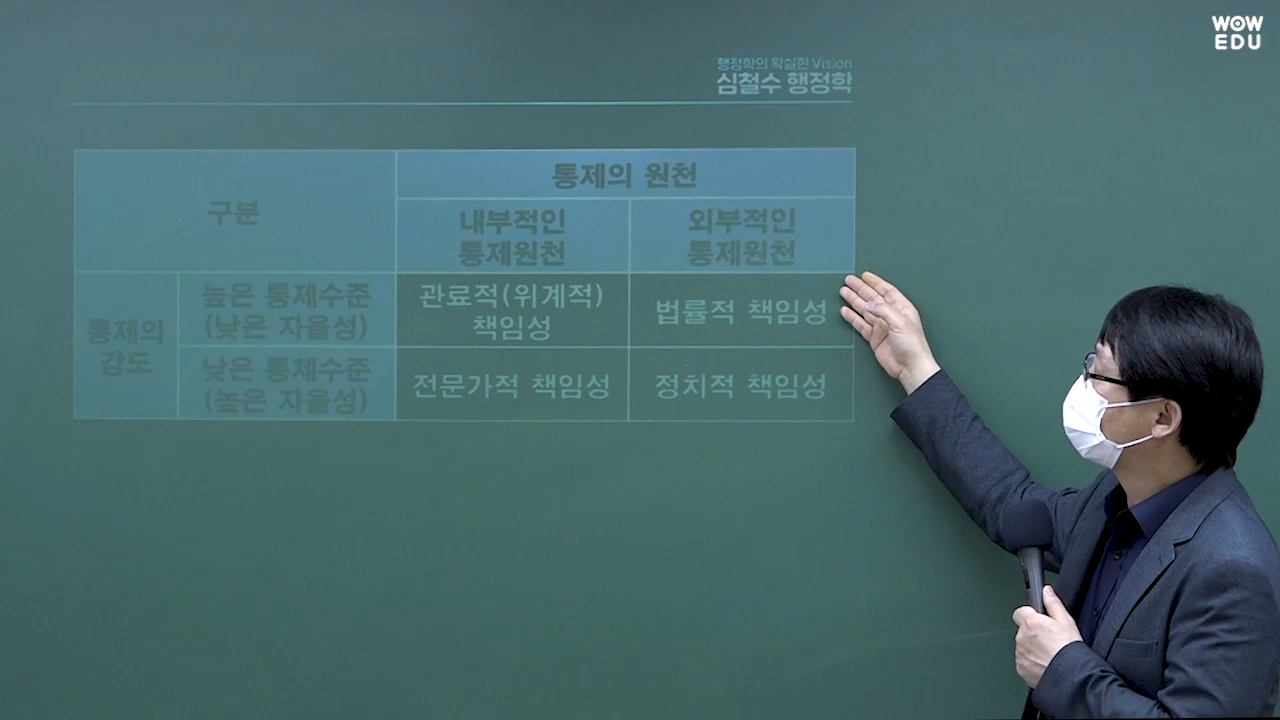 WOW
EDU
행정학의 확실한 Vision
심철수 행정학
통제의 원천
구분
내부적인
통제원천
외부적인
통제원천
통제의
강도
높은 통제수준
(낮은 자율성)
관료적(위계적)
책임성
법률적 책임성
낮은 통제수준
(높은 자율성)
전문가적 책임성
정치적 책임성